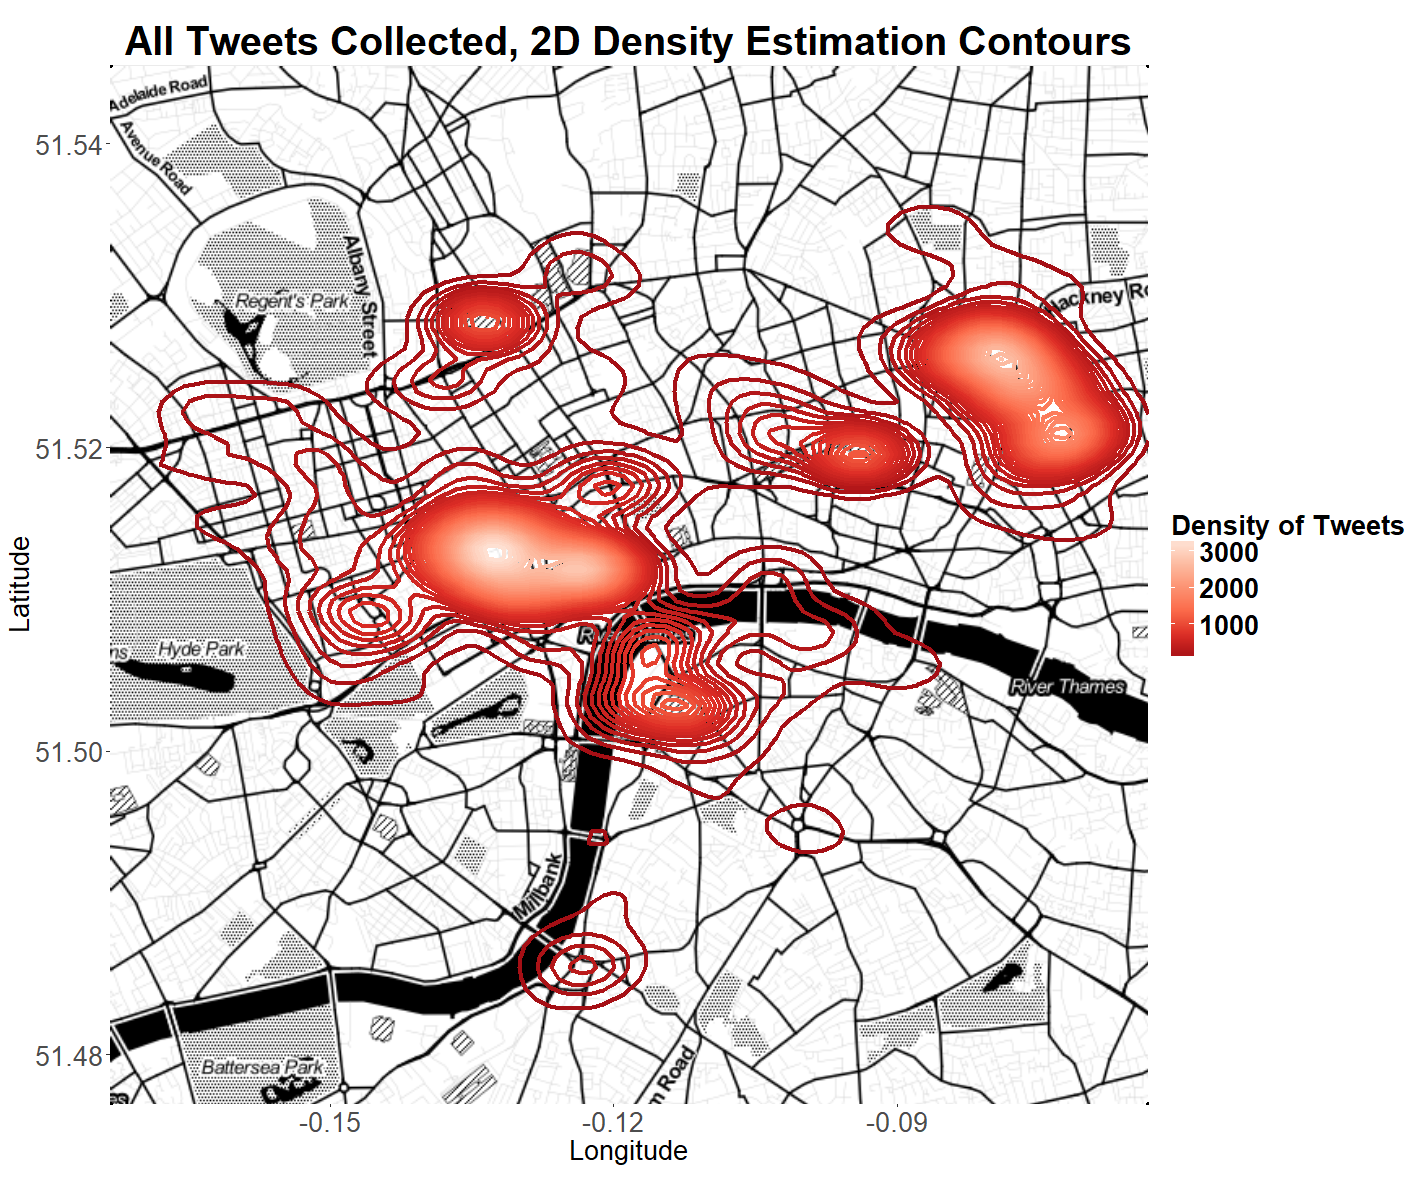 All Tweets Collected, 2D Density Estimation Contours
Adelaide Road
Avenue Road
Albany Street
Regent's Park
Hackney Ro
Hyde Park
ns
River Thames
Millbank
Battersea Park
m Road
51.54
51.52
51.50
51.48
Latitude
-0.15
-0.12
-0.09
Longitude
Density of Tweets
3000
2000
1000